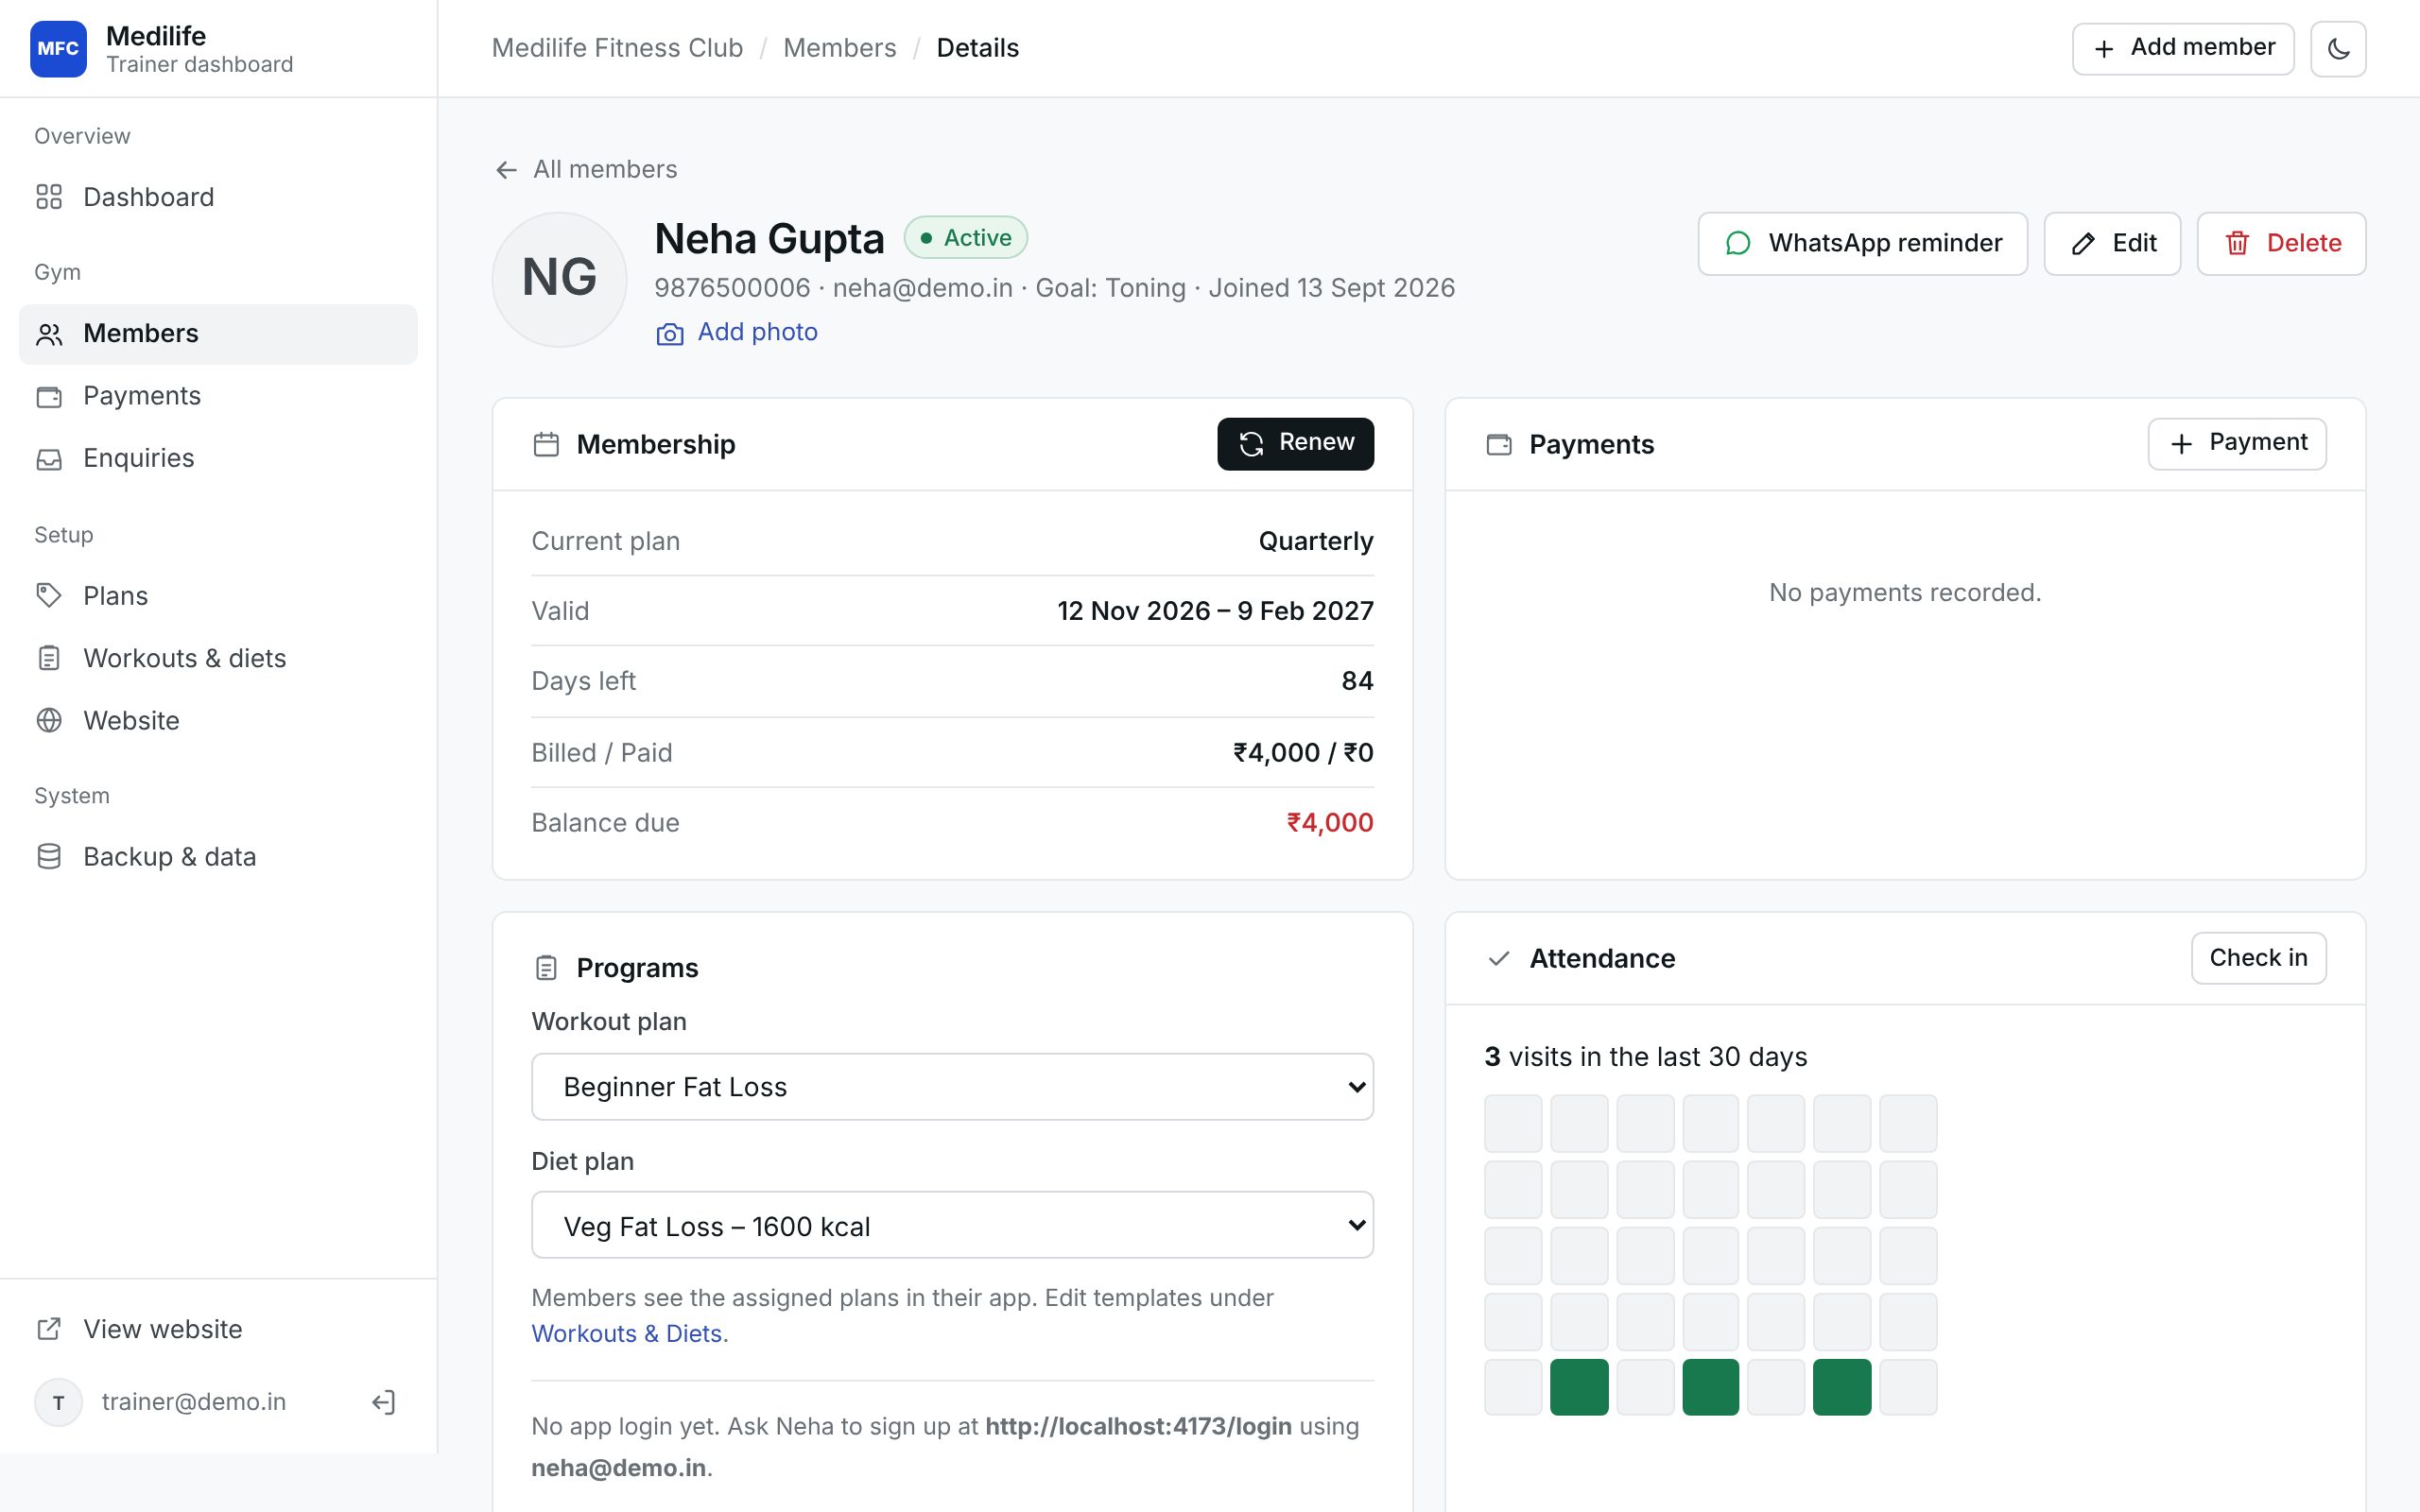 MFC
Medilife
Trainer dashboard
Overview
Dashboard
Gym
Members
Payments
Enquiries
Setup
Plans
Workouts & diets
Website
System
Backup & data
View website
T trainer@demo.in
Medilife Fitness Club / Members / Details
Add member
All members
NG
Neha Gupta Active
9876500006 · neha@demo.in · Goal: Toning · Joined 13 Sept 2026
Add photo
WhatsApp reminder
Edit
Delete
Membership
Renew
Current plan Quarterly
Valid 12 Nov 2026 – 9 Feb 2027
Days left 84
Billed / Paid ₹4,000 / ₹0
Balance due ₹4,000
Payments
Payment
No payments recorded.
Programs
Workout plan
Beginner Fat Loss
Diet plan
Veg Fat Loss – 1600 kcal
Members see the assigned plans in their app. Edit templates under
Workouts & Diets.
No app login yet. Ask Neha to sign up at http://localhost:4173/login using
neha@demo.in.
Attendance
Check in
3 visits in the last 30 days